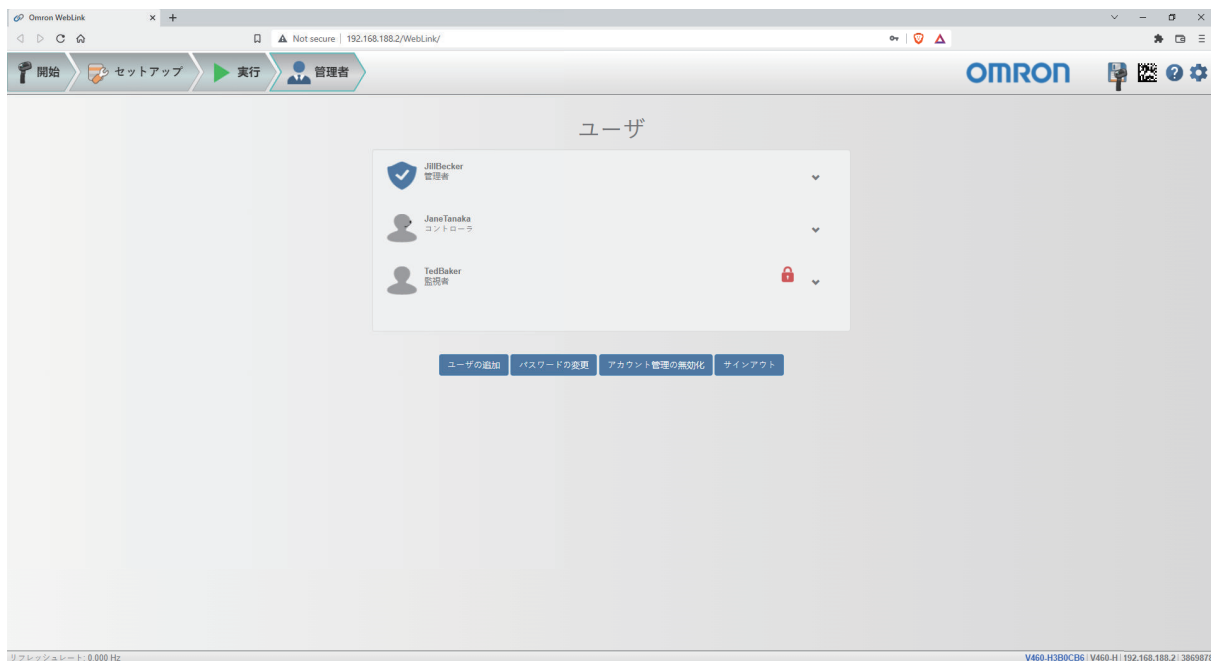 Omron WebLink
Not secure | 192.168.188.2/WebLink/
開始 セットアップ 実行 管理者 OMRON
ユーザ
JillBecker
管理者
JaneTanaka
コントローラ
TedBaker
監視者
ユーザの追加 パスワードの変更 アカウント管理の無効化 サインアウト
リフレッシュレート: 0.000 Hz V460-H3B0CB6 | V460-H | 192.168.188.2 | 3869878